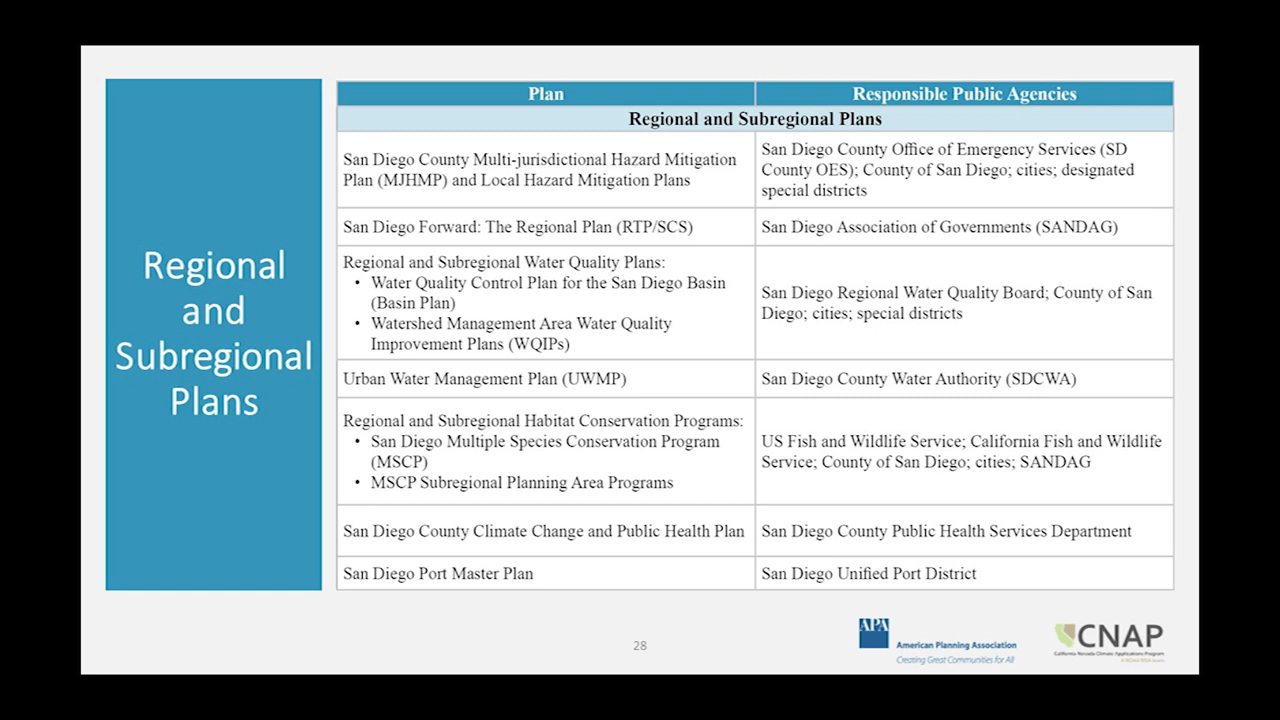 Regional
and
Subregional
Plans
Plan
Responsible Public Agencies
Regional and Subregional Plans
San Diego County Multi-jurisdictional Hazard Mitigation
Plan (MJHMP) and Local Hazard Mitigation Plans
San Diego County Office of Emergency Services (SD
County OES); County of San Diego; cities; designated
special districts
San Diego Forward: The Regional Plan (RTP/SCS)
San Diego Association of Governments (SANDAG)
Regional and Subregional Water Quality Plans:
• Water Quality Control Plan for the San Diego Basin
(Basin Plan)
• Watershed Management Area Water Quality
Improvement Plans (WQIPs)
San Diego Regional Water Quality Board; County of San
Diego; cities; special districts
Urban Water Management Plan (UWMP)
San Diego County Water Authority (SDCWA)
Regional and Subregional Habitat Conservation Programs:
• San Diego Multiple Species Conservation Program
(MSCP)
• MSCP Subregional Planning Area Programs
US Fish and Wildlife Service; California Fish and Wildlife
Service; County of San Diego; cities; SANDAG
San Diego County Climate Change and Public Health Plan
San Diego County Public Health Services Department
San Diego Port Master Plan
San Diego Unified Port District
28
APA
American Planning Association
Creating Great Communities for All
CNAP
California Nevada Climate Applications Program